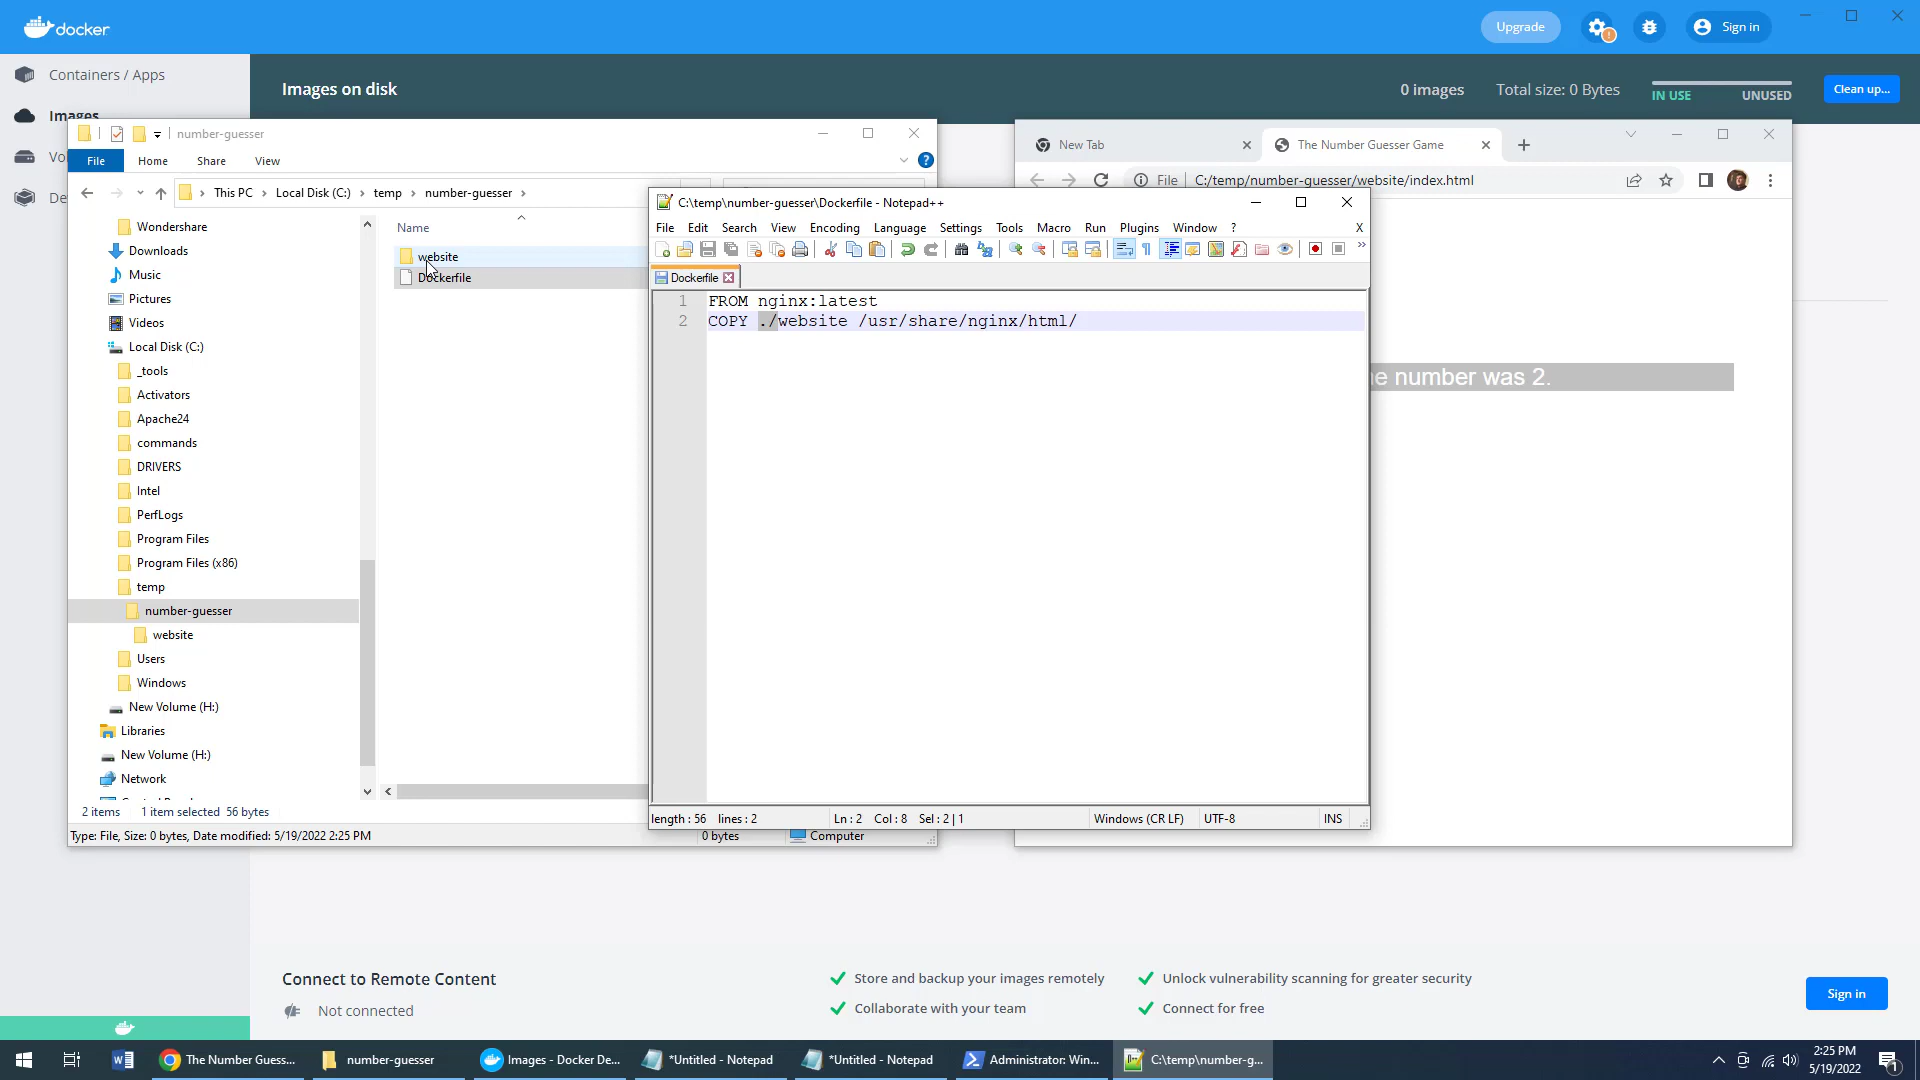 docker
Upgrade
!
Sign in
Containers / Apps
Images on disk
0 images
Total size: 0 Bytes
IN USE
UNUSED
Clean up...
Images
number-guesser
File
Home
Share
View
?
This PC > Local Disk (C:) > temp > number-guesser >
Name
Wondershare
Downloads
Music
Pictures
Videos
Local Disk (C:)
_tools
Activators
Apache24
commands
DRIVERS
Intel
PerfLogs
Program Files
Program Files (x86)
temp
number-guesser
website
Users
Windows
New Volume (H:)
Libraries
New Volume (H:)
Network
website
Dockerfile
2 items
1 item selected 56 bytes
Type: File, Size: 0 bytes, Date modified: 5/19/2022 2:25 PM
0 bytes
Computer
New Tab
The Number Guesser Game
File
C:/temp/number-guesser/website/index.html
C:\temp\number-guesser\Dockerfile - Notepad++
File Edit Search View Encoding Language Settings Tools Macro Run Plugins Window ?
X
Dockerfile
1 FROM nginx:latest
2 COPY ./website /usr/share/nginx/html/
length : 56 lines : 2
Ln : 2 Col : 8 Sel : 2 | 1
Windows (CR LF)
UTF-8
INS
number was 2.
Connect to Remote Content
Not connected
Store and backup your images remotely
Unlock vulnerability scanning for greater security
Collaborate with your team
Connect for free
Sign in
The Number Guess...
number-guesser
Images - Docker De...
*Untitled - Notepad
*Untitled - Notepad
Administrator: Win...
C:\temp\number-g...
2:25 PM
5/19/2022
1